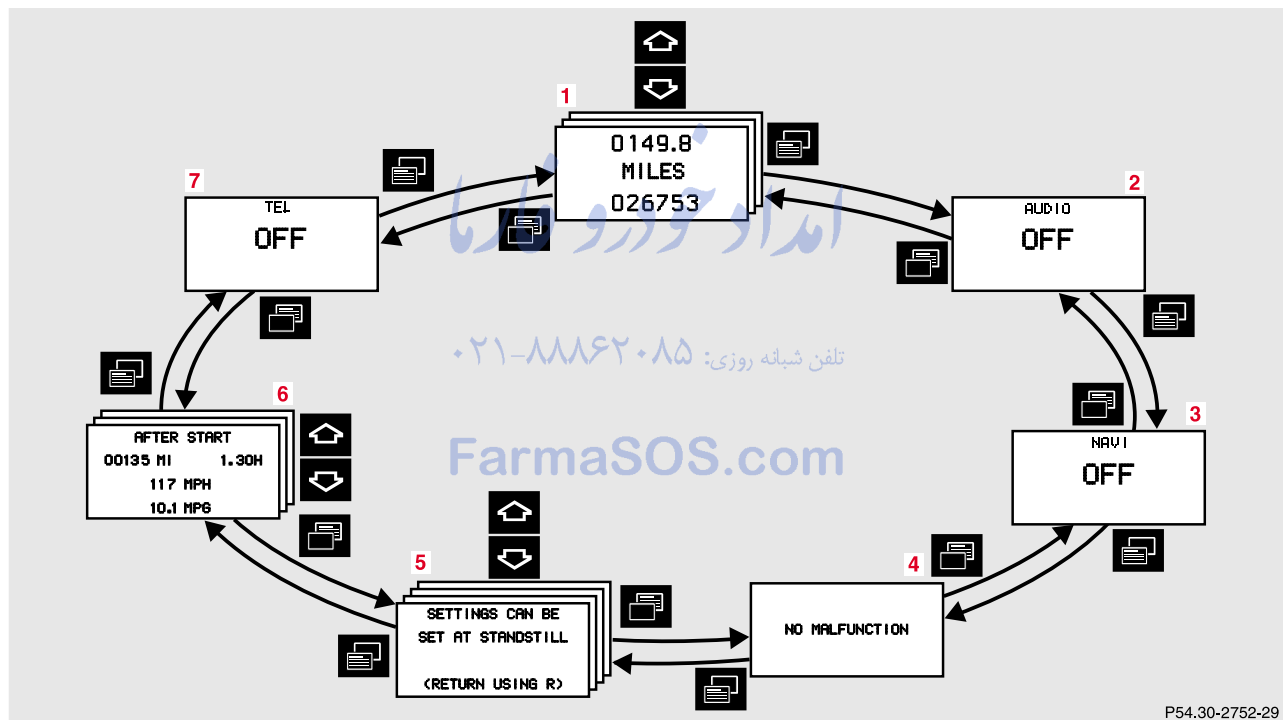 1
0149.8
MILES
026753
2
AUDIO
OFF
3
NAVI
OFF
4
NO MALFUNCTION
5
SETTINGS CAN BE
SET AT STANDSTILL
(RETURN USING R)
6
AFTER START
00135 MI 1.30H
117 MPH
10.1 MPG
7
TEL
OFF
امداد خودرو فارما
تلفن شبانه روزی: ۰۲۱-۸۸۸۶۲۰۸۵
FarmaSOS.com
P54.30-2752-29